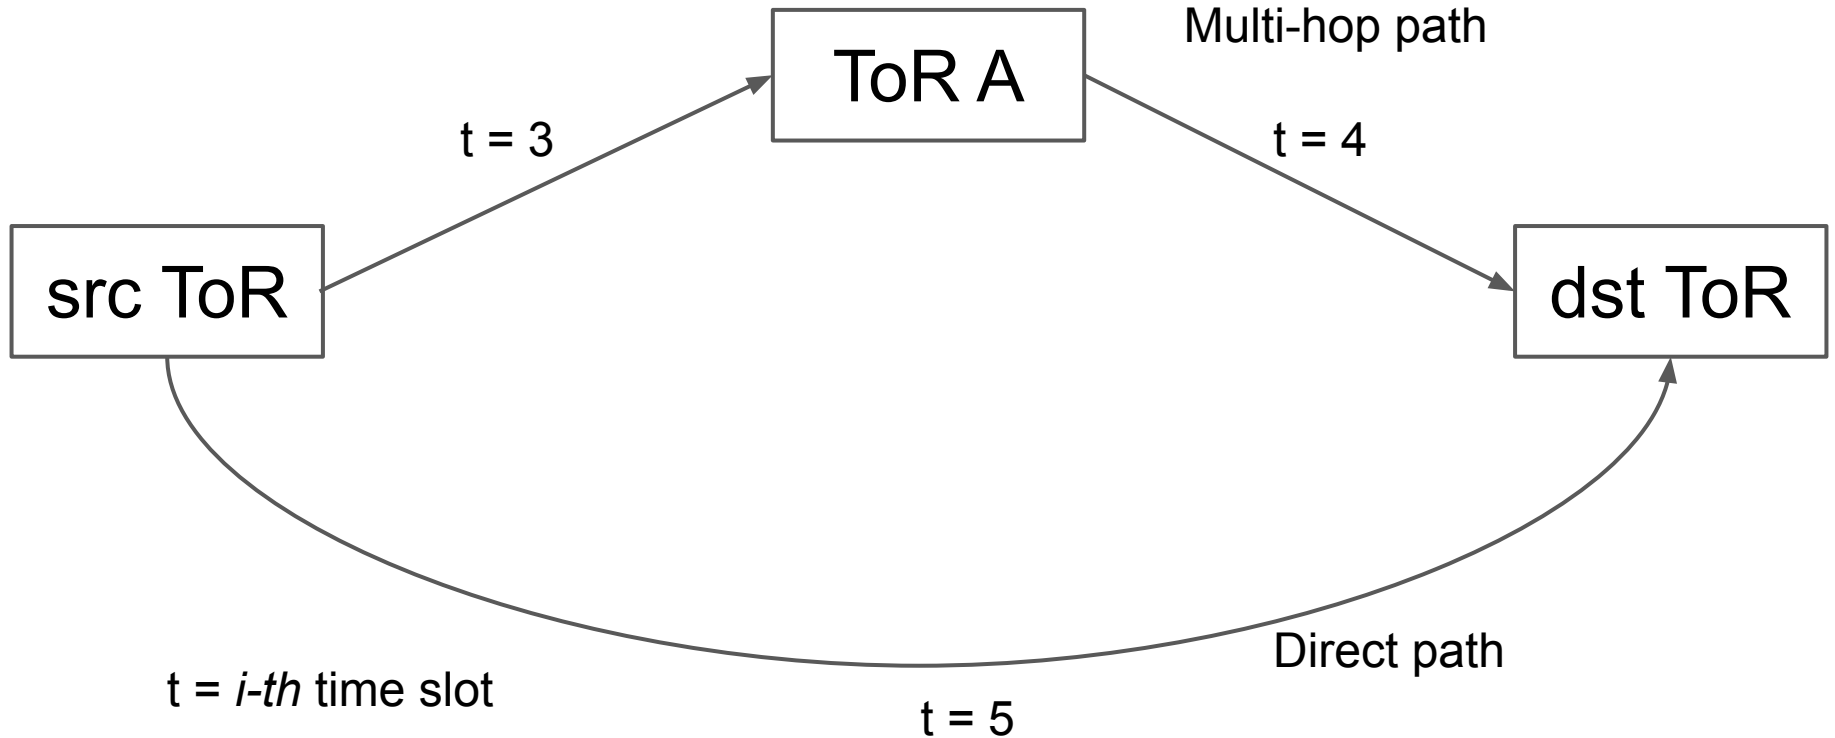 Multi-hop path
ToR A
t = 3
t = 4
src ToR
dst ToR
Direct path
t = i-th time slot
t = 5